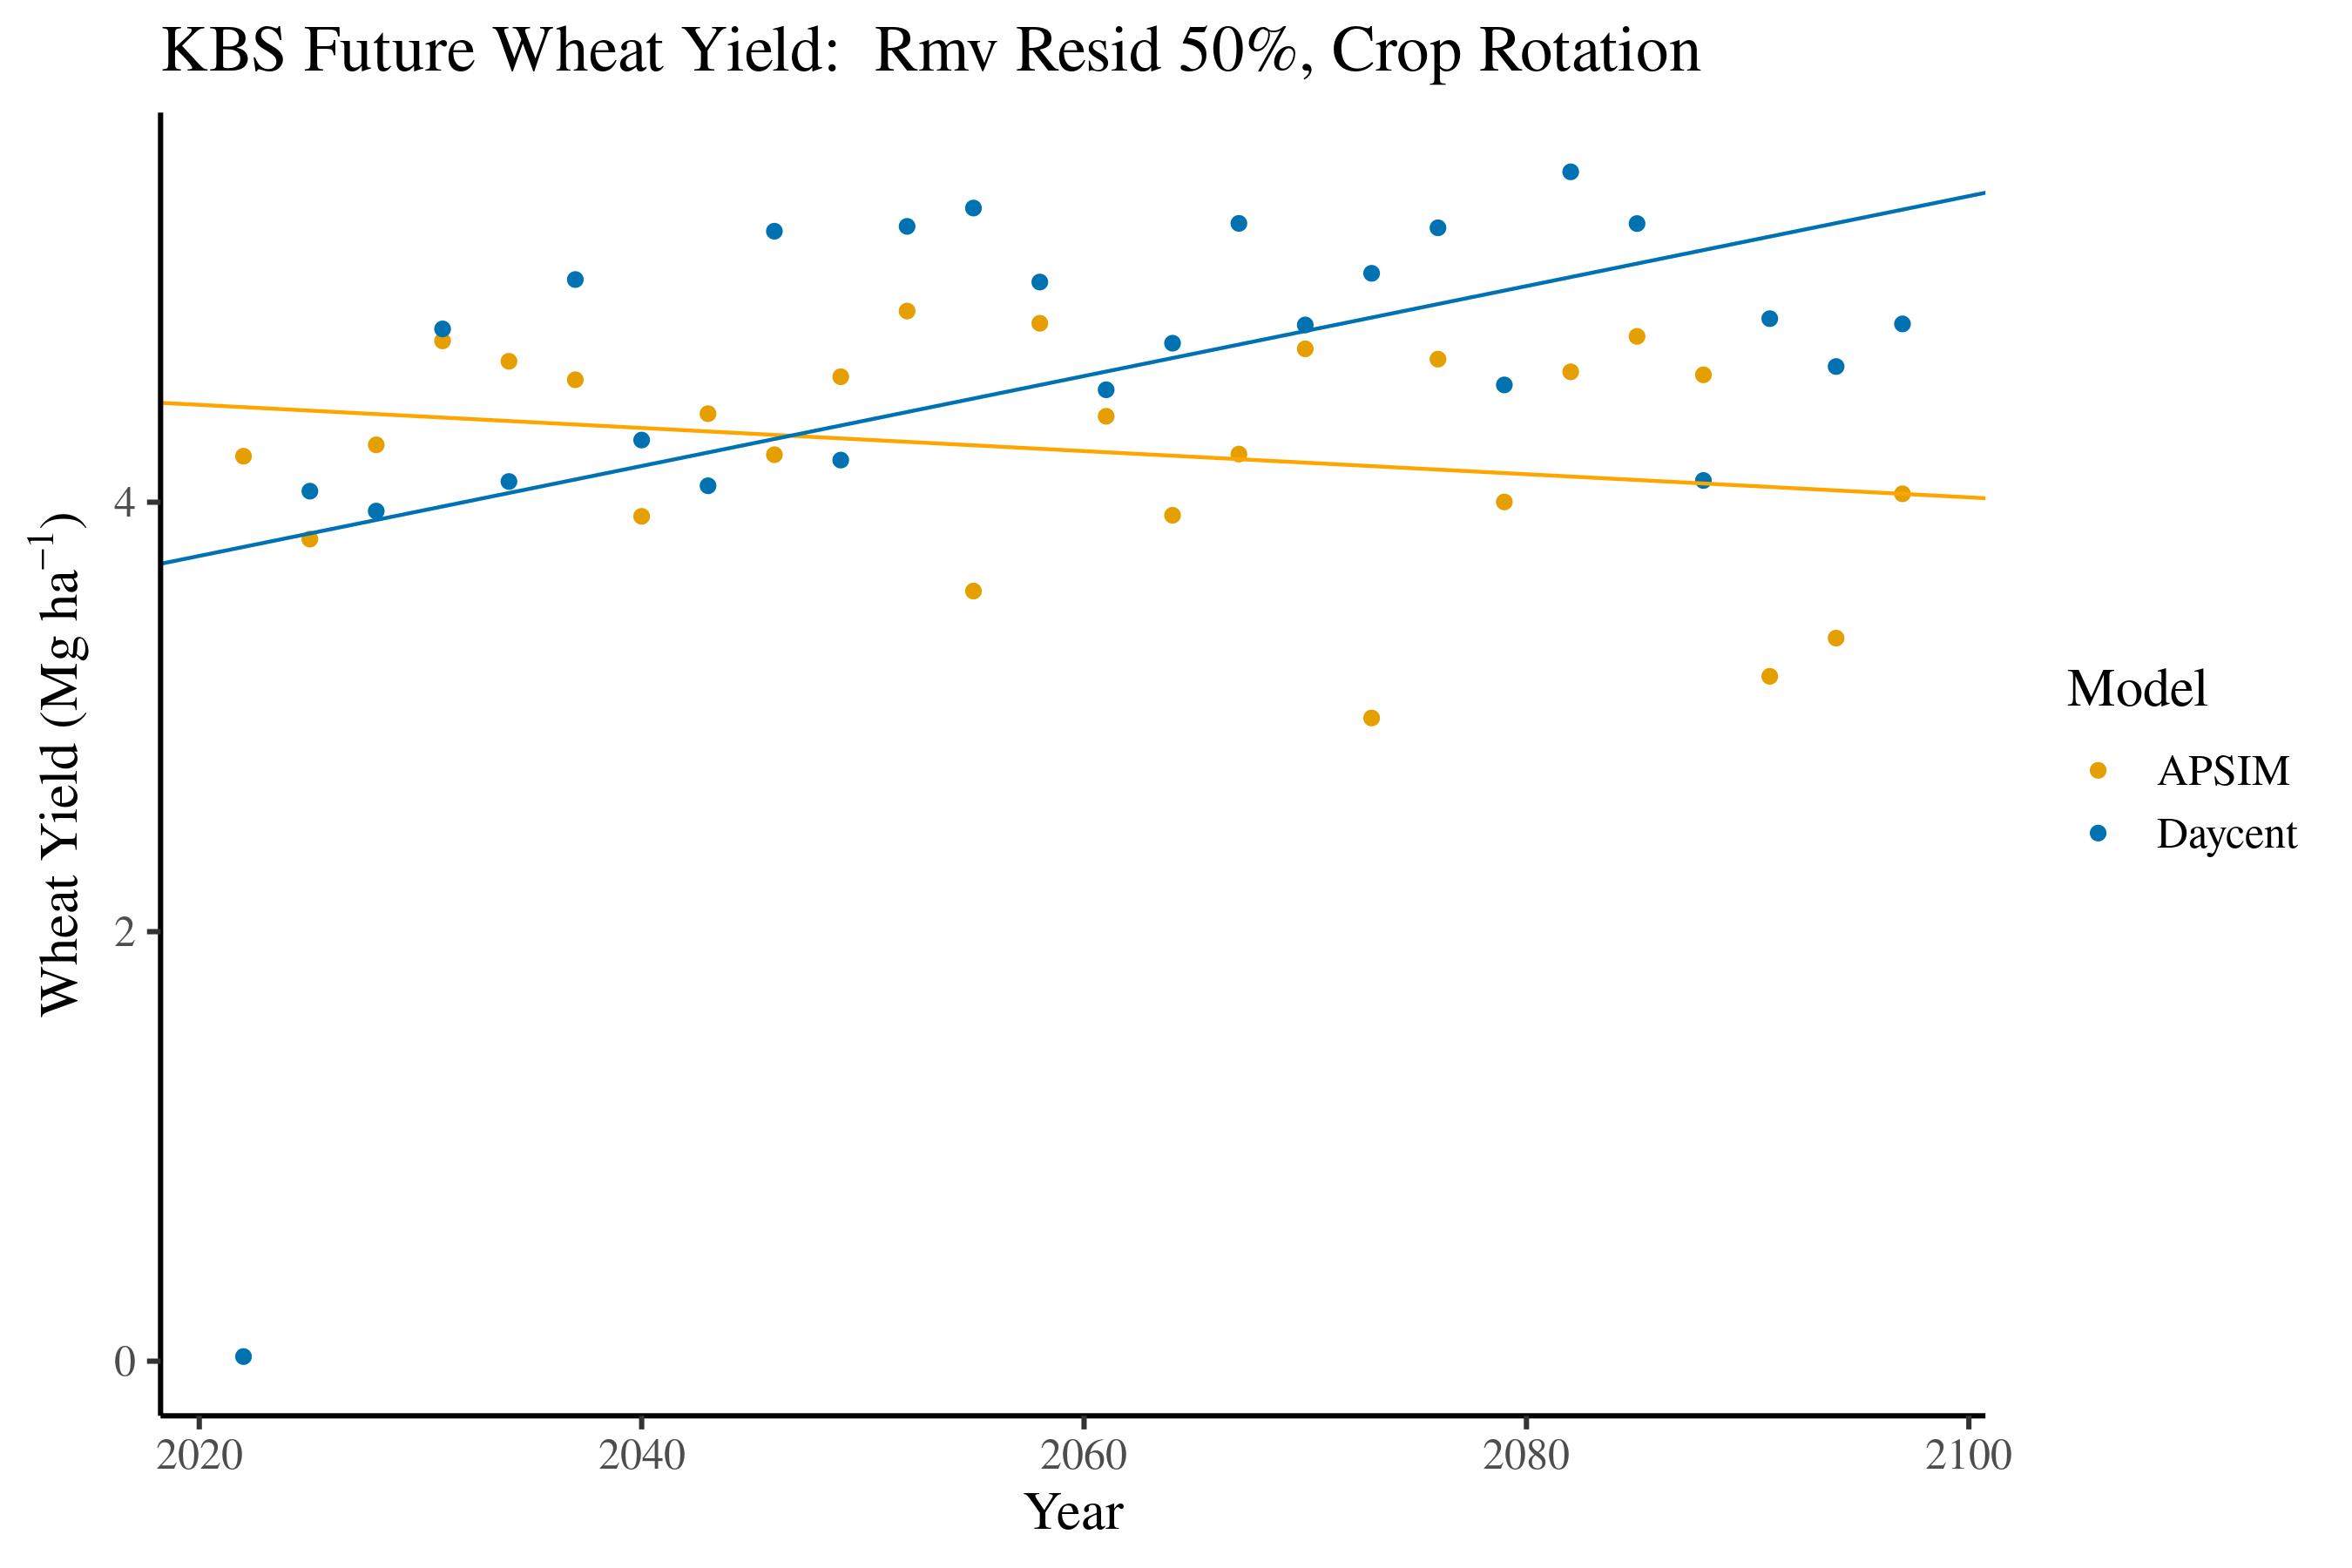 KBS Future Wheat Yield:  Rmv Resid 50%, Crop Rotation
Wheat Yield (Mg ha⁻¹)
4
2
0
2020 2040 2060 2080 2100
Year
Model
APSIM
Daycent